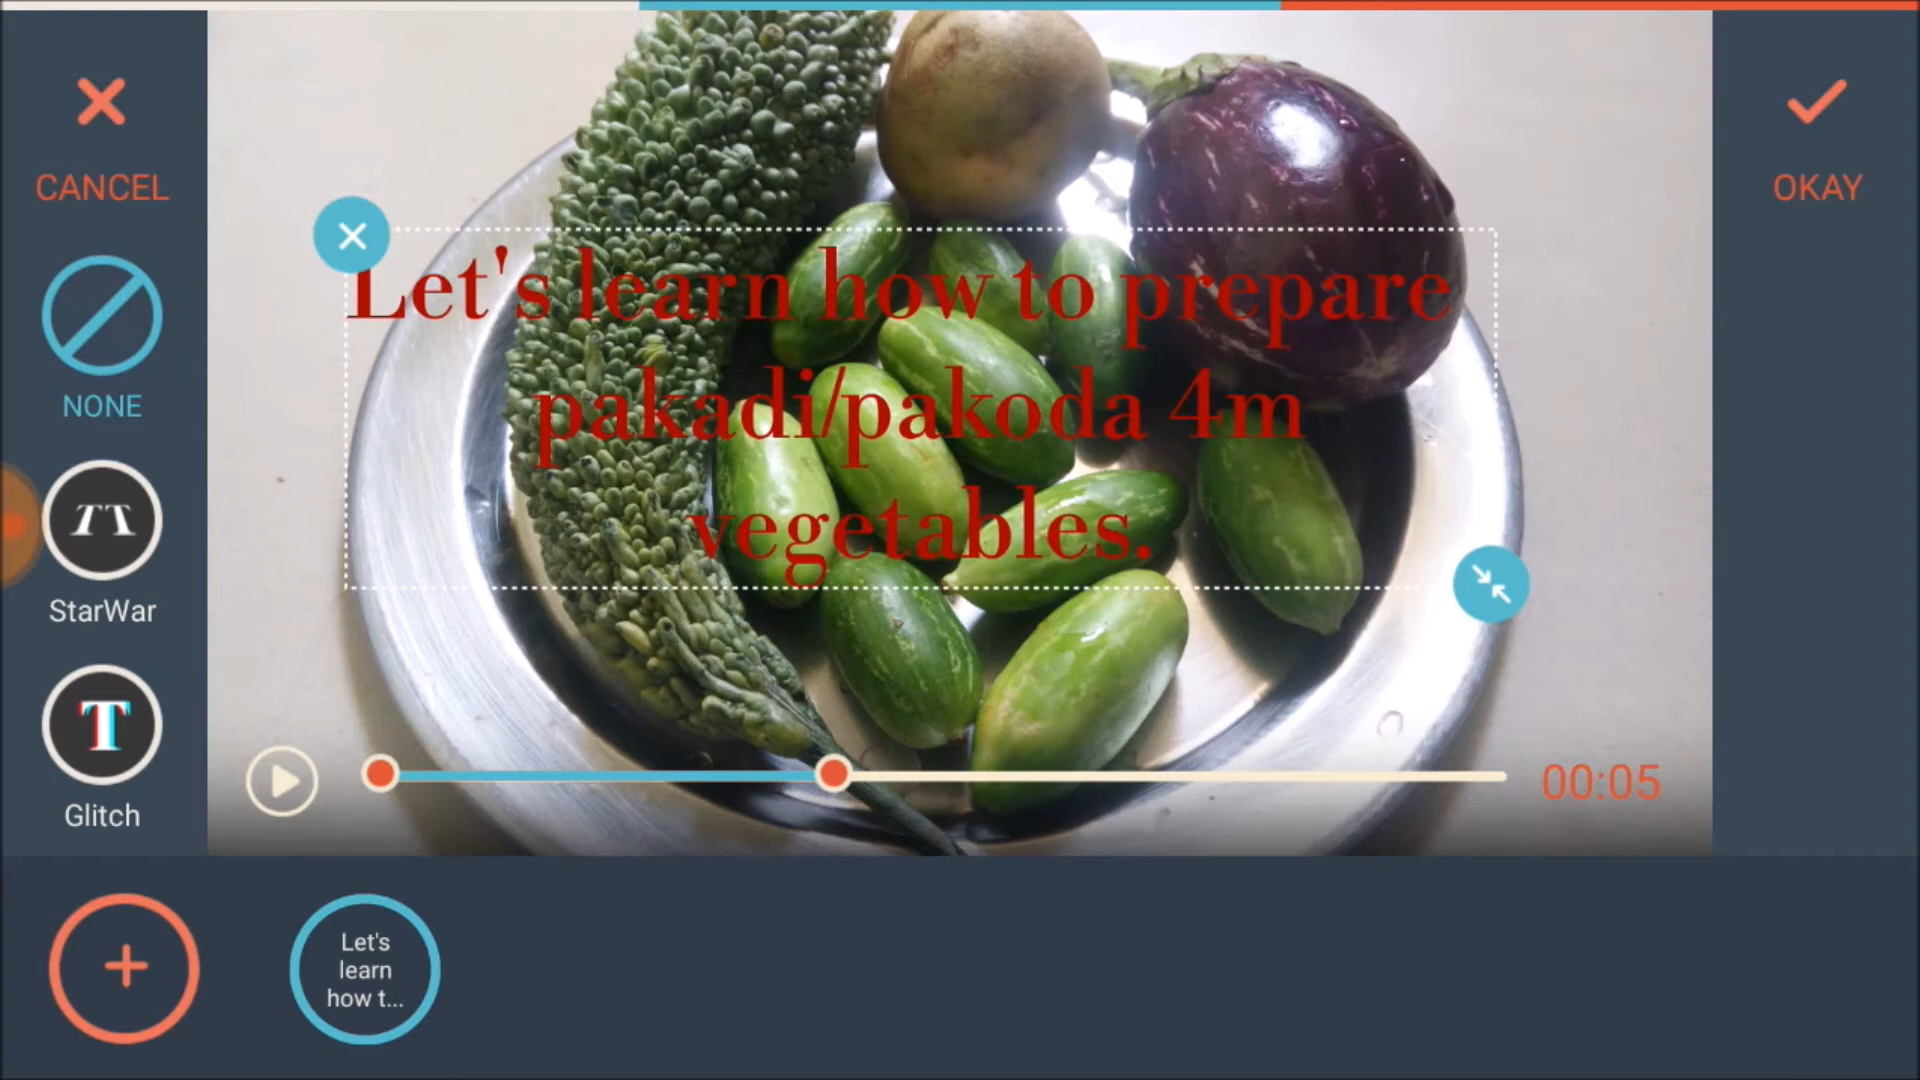 CANCEL
OKAY
Let's learn how to prepare
pakadi/pakoda 4m
vegetables.
NONE
TT
StarWar
T
Glitch
00:05
Let's
learn
how t...